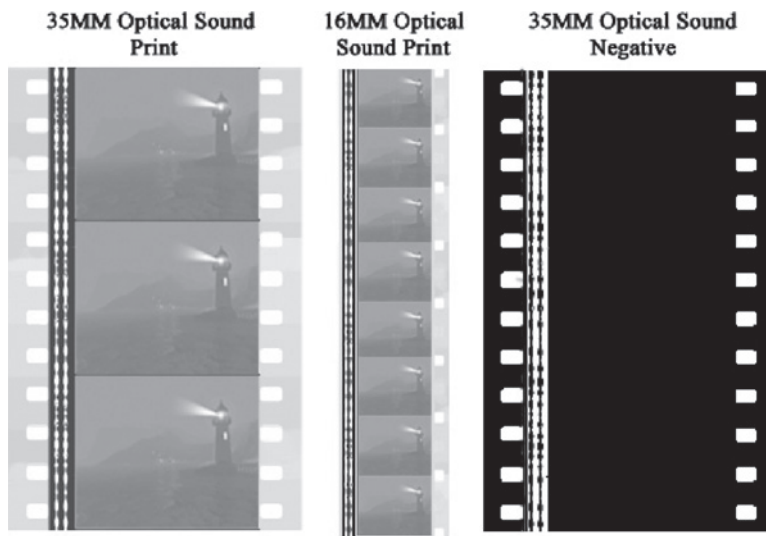 35MM Optical Sound
Print
16MM Optical
Sound Print
35MM Optical Sound
Negative